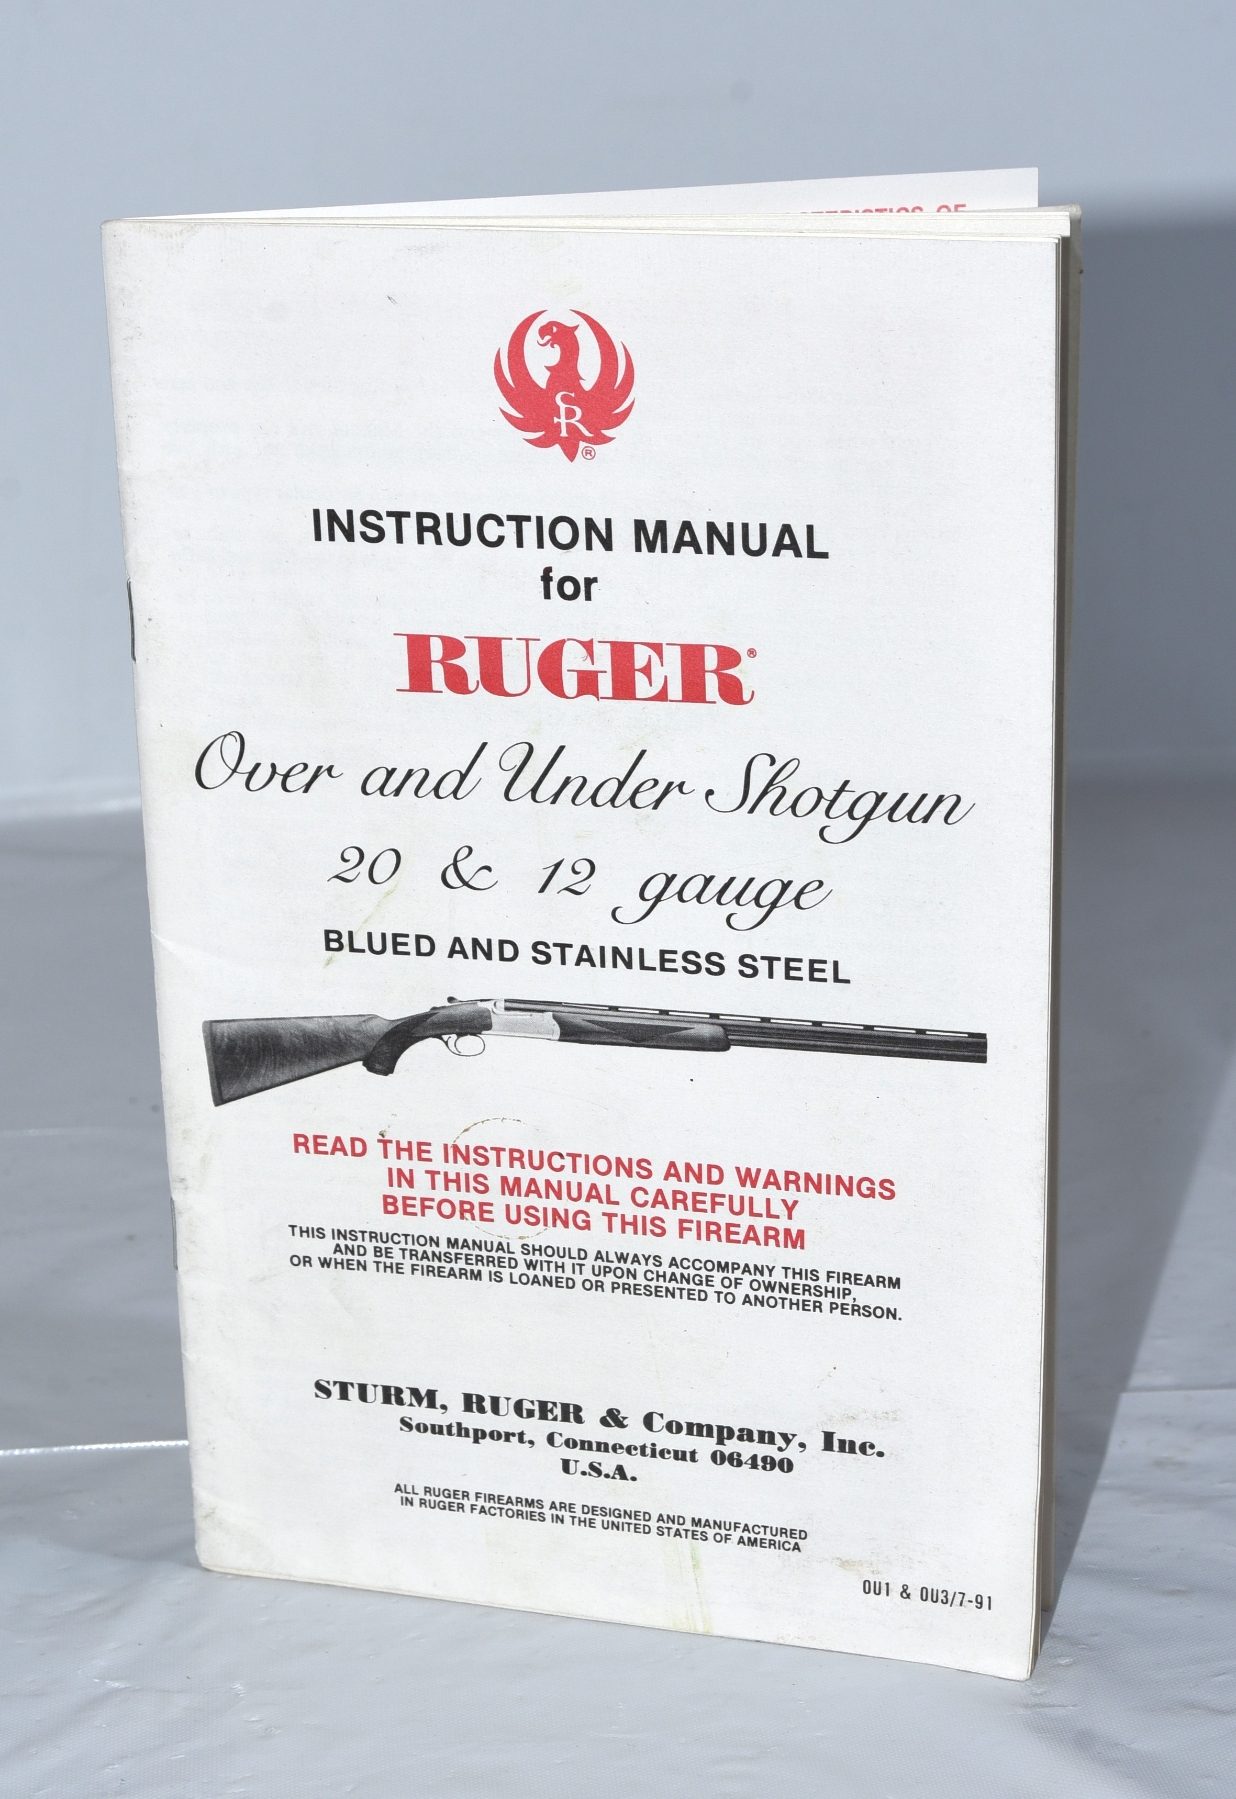 SR
®
INSTRUCTION MANUAL
for
RUGER®
Over and Under Shotgun
20 & 12 gauge
BLUED AND STAINLESS STEEL
READ THE INSTRUCTIONS AND WARNINGS
IN THIS MANUAL CAREFULLY
BEFORE USING THIS FIREARM
THIS INSTRUCTION MANUAL SHOULD ALWAYS ACCOMPANY THIS FIREARM
AND BE TRANSFERRED WITH IT UPON CHANGE OF OWNERSHIP,
OR WHEN THE FIREARM IS LOANED OR PRESENTED TO ANOTHER PERSON.
STURM, RUGER & Company, Inc.
Southport, Connecticut 06490
U.S.A.
ALL RUGER FIREARMS ARE DESIGNED AND MANUFACTURED
IN RUGER FACTORIES IN THE UNITED STATES OF AMERICA
OU1 & OU3/7-91